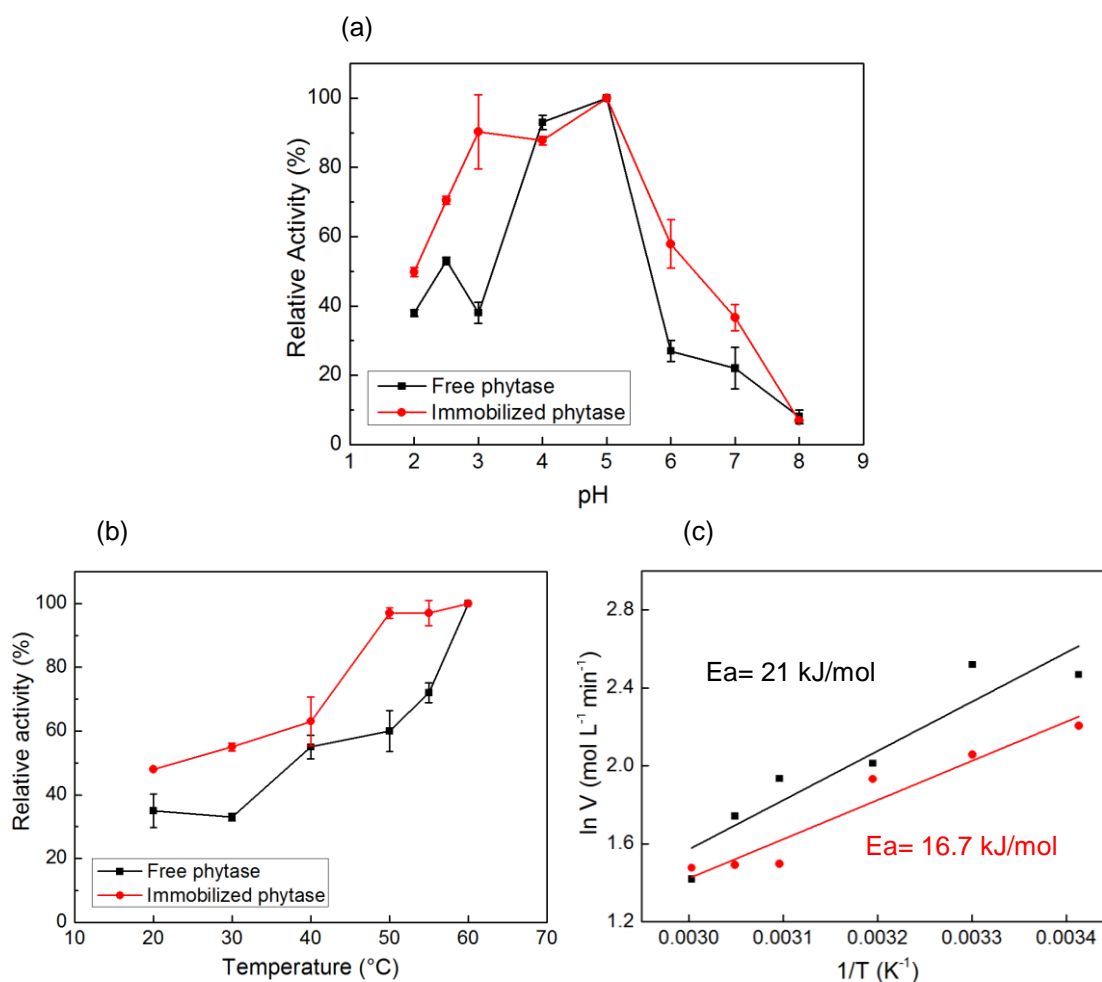 (a)
100
80
60
40
20
0
Relative Activity (%)
Free phytase
Immobilized phytase
1 2 3 4 5 6 7 8 9
pH
(b)
100
80
60
40
20
0
Relative activity (%)
Free phytase
Immobilized phytase
10 20 30 40 50 60 70
Temperature (°C)
(c)
2.8
2.4
2.0
1.6
1.2
ln V (mol L⁻¹ min⁻¹)
Ea= 21 kJ/mol
Ea= 16.7 kJ/mol
0.0030 0.0031 0.0032 0.0033 0.0034
1/T (K⁻¹)